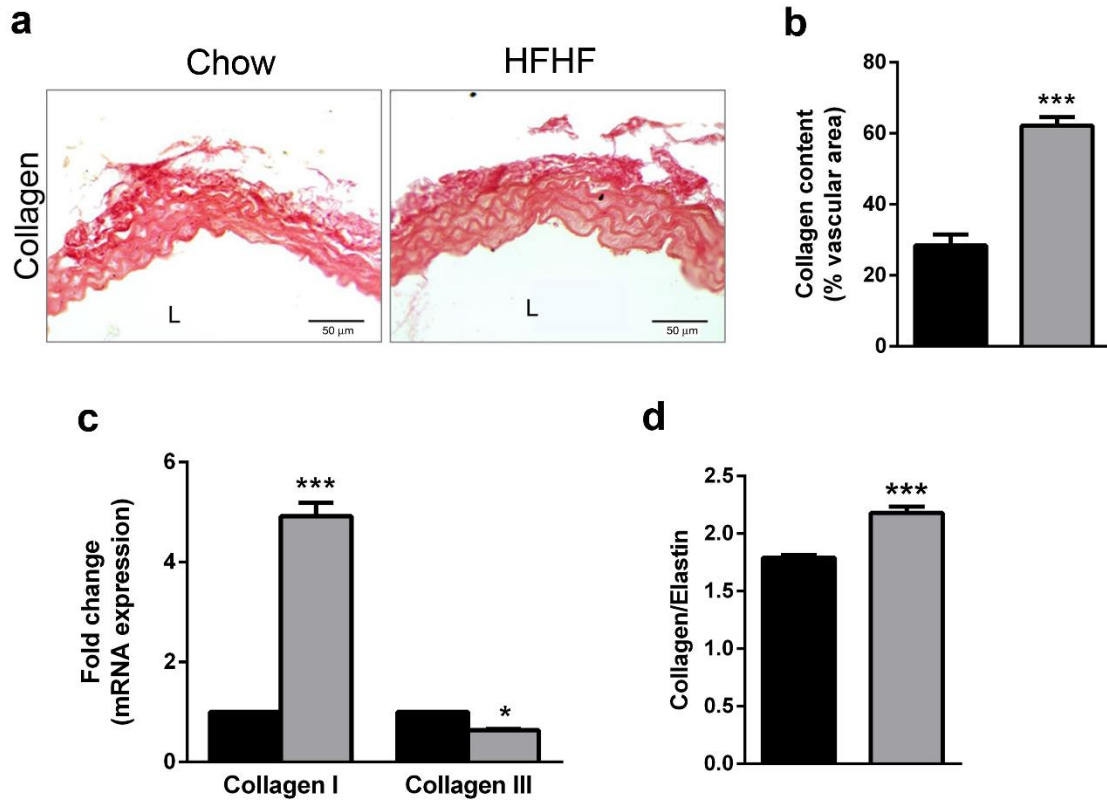 a
Chow
HFHF
Collagen
L
50 µm
L
50 µm
b
Collagen content
(% vascular area)
80
60
40
20
0
***
c
Fold change
(mRNA expression)
6
4
2
0
***
*
Collagen I
Collagen III
d
Collagen/Elastin
2.5
2.0
1.5
1.0
0.5
0.0
***